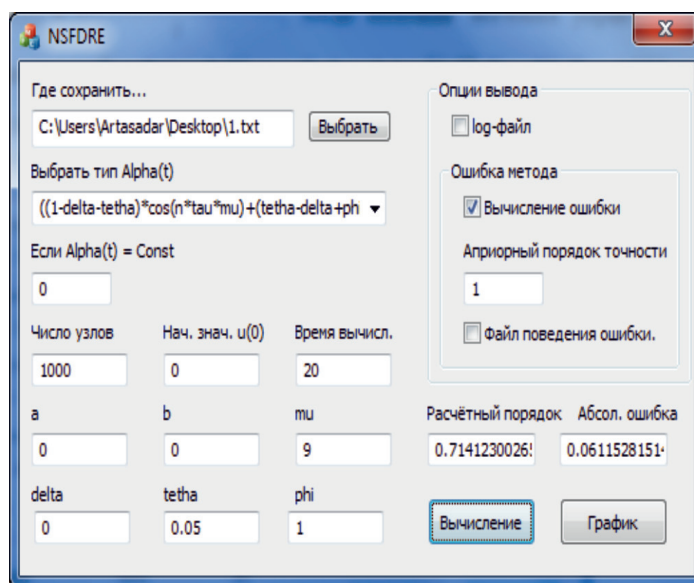 NSFDRE
Где сохранить...
C:\Users\Artasadar\Desktop\1.txt
Выбрать
Выбрать тип Alpha(t)
((1-delta-tetha)*cos(n*tau*mu)+(tetha-delta+ph
Если Alpha(t) = Const
0
Число узлов Нач. знач. u(0) Время вычисл.
1000 0 20
a b mu
0 0 9
delta tetha phi
0 0.05 1
Опции вывода
log-файл
Ошибка метода
Вычисление ошибки
Априорный порядок точности
1
Файл поведения ошибки.
Расчётный порядок Абсол. ошибка
0.7141230026 0.061152815
Вычисление График